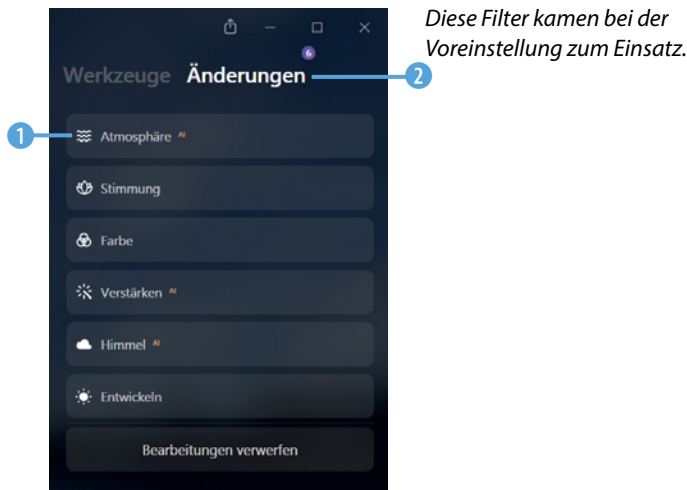 Diese Filter kamen bei der
Voreinstellung zum Einsatz.
6
Werkzeuge Änderungen
2
1
Atmosphäre AI
Stimmung
Farbe
Verstärken AI
Himmel AI
Entwickeln
Bearbeitungen verwerfen